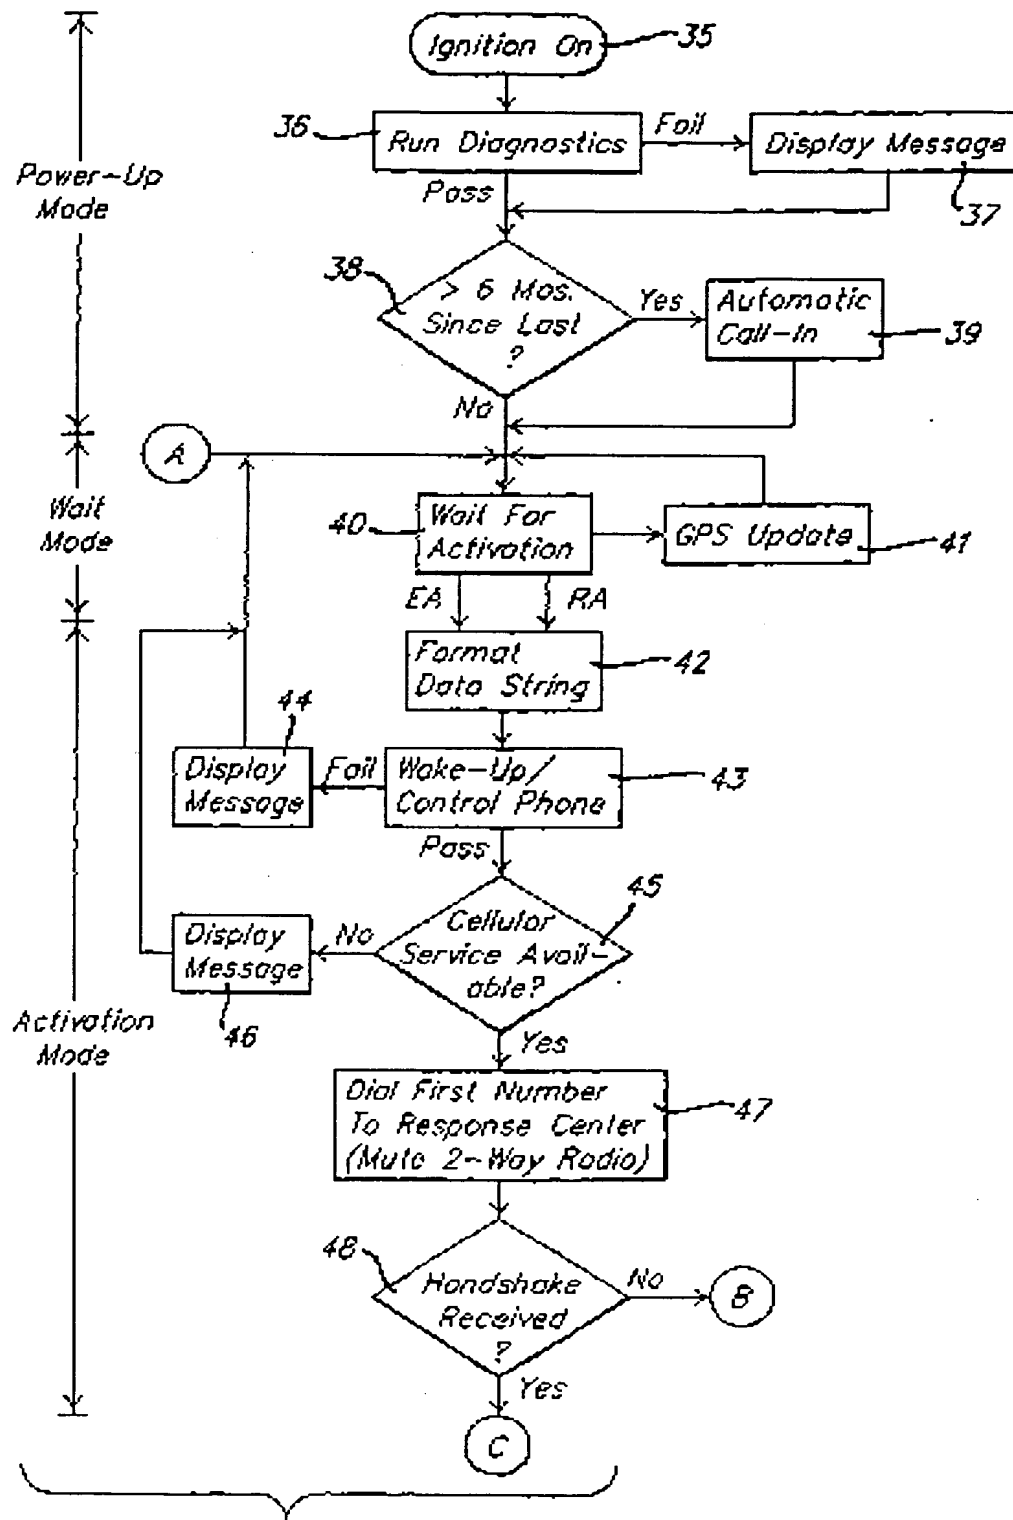 Ignition On
35
36
Run Diagnostics
Fail
Display Message
37
Pass
Power-Up
Mode
38
> 6 Mos.
Since Last
?
Yes
Automatic
Call-In
39
No
A
Wait
Mode
40
Wait For
Activation
GPS Update
41
EA
RA
Format
Data String
42
44
Display
Message
Fail
Wake-Up/
Control Phone
43
Pass
45
Cellular
Service Avail-
able?
No
Display
Message
46
Activation
Mode
Yes
Dial First Number
To Response Center
(Mute 2-Way Radio)
47
48
Handshake
Received
?
No
B
Yes
C